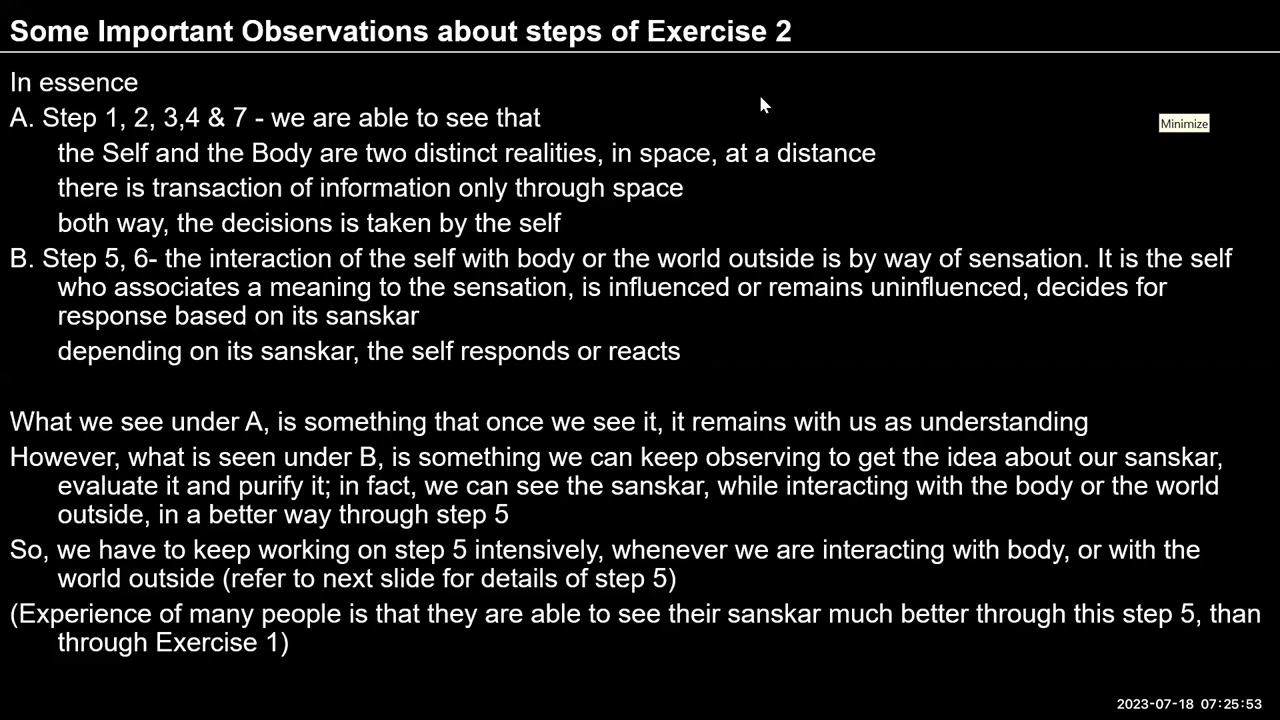 Some Important Observations about steps of Exercise 2
In essence
Minimize
A. Step 1, 2, 3,4 & 7 - we are able to see that
the Self and the Body are two distinct realities, in space, at a distance
there is transaction of information only through space
both way, the decisions is taken by the self
B. Step 5, 6- the interaction of the self with body or the world outside is by way of sensation. It is the self
who associates a meaning to the sensation, is influenced or remains uninfluenced, decides for
response based on its sanskar
depending on its sanskar, the self responds or reacts
What we see under A, is something that once we see it, it remains with us as understanding
However, what is seen under B, is something we can keep observing to get the idea about our sanskar,
evaluate it and purify it; in fact, we can see the sanskar, while interacting with the body or the world
outside, in a better way through step 5
So, we have to keep working on step 5 intensively, whenever we are interacting with body, or with the
world outside (refer to next slide for details of step 5)
(Experience of many people is that they are able to see their sanskar much better through this step 5, than
through Exercise 1)
2023-07-18 07:25:53